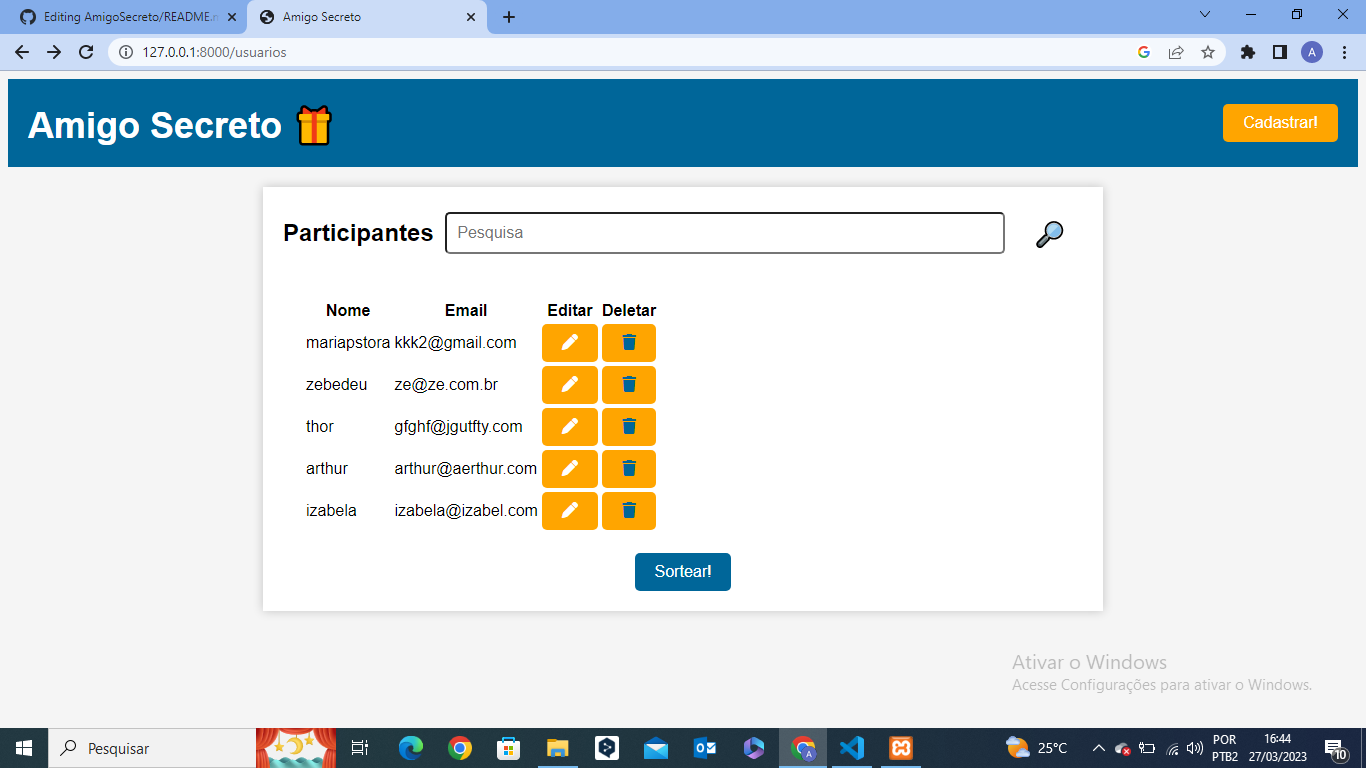 Editing AmigoSecreto/README.m
Amigo Secreto
127.0.0.1:8000/usuarios
A
Amigo Secreto
Cadastrar!
Participantes
Pesquisa
Nome Email Editar Deletar
mariapstora kkk2@gmail.com
zebedeu ze@ze.com.br
thor gfghf@jgutfty.com
arthur arthur@aerthur.com
izabela izabela@izabel.com
Sortear!
Ativar o Windows
Acesse Configurações para ativar o Windows.
Pesquisar
A
25°C
POR
PTB2
16:44
27/03/2023
10